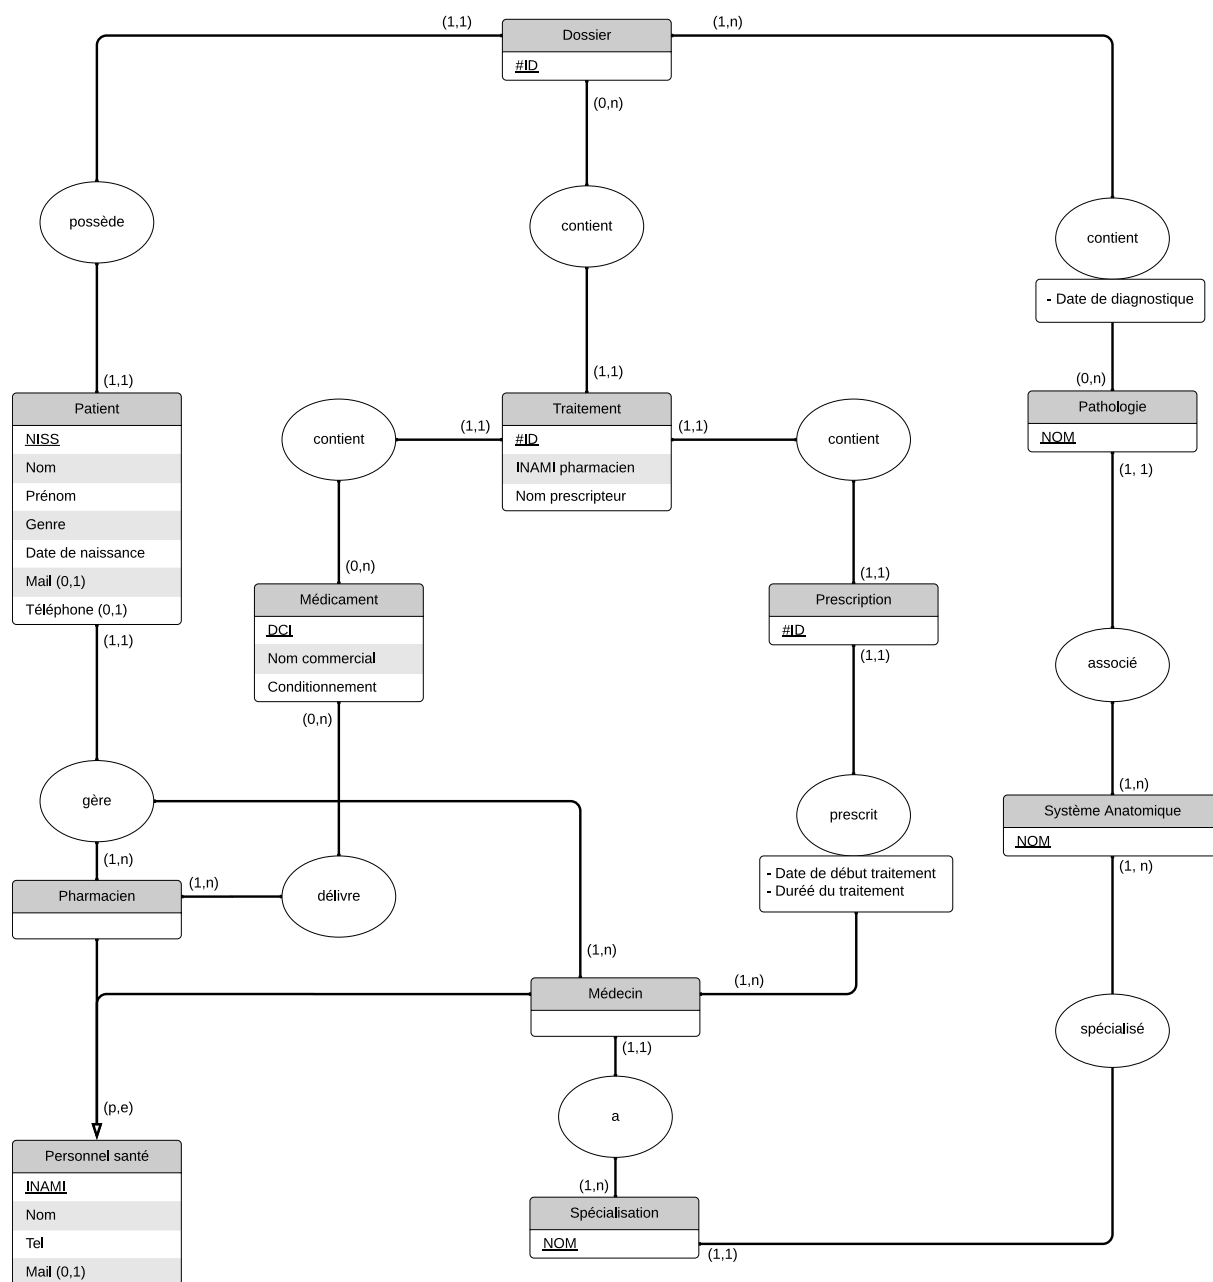 (1,1)
Dossier
(1,n)
#ID
(0,n)
possède
contient
contient
- Date de diagnostique
(1,1)
(1,1)
(0,n)
Patient
NISS
Nom
Prénom
Genre
Date de naissance
Mail (0,1)
Téléphone (0,1)
(1,1)
contient
(1,1)
Traitement
#ID
INAMI pharmacien
Nom prescripteur
(1,1)
contient
Pathologie
NOM
(1, 1)
(0,n)
Médicament
DCI
Nom commercial
Conditionnement
(0,n)
(1,1)
Prescription
#ID
(1,1)
associé
gère
prescrit
- Date de début traitement
- Duréé du traitement
(1,n)
Système Anatomique
NOM
(1, n)
(1,n)
Pharmacien
(1,n)
délivre
(1,n)
(1,n)
Médecin
(1,1)
spécialisé
a
(p,e)
Personnel santé
INAMI
Nom
Tel
Mail (0,1)
(1,n)
Spécialisation
NOM
(1,1)